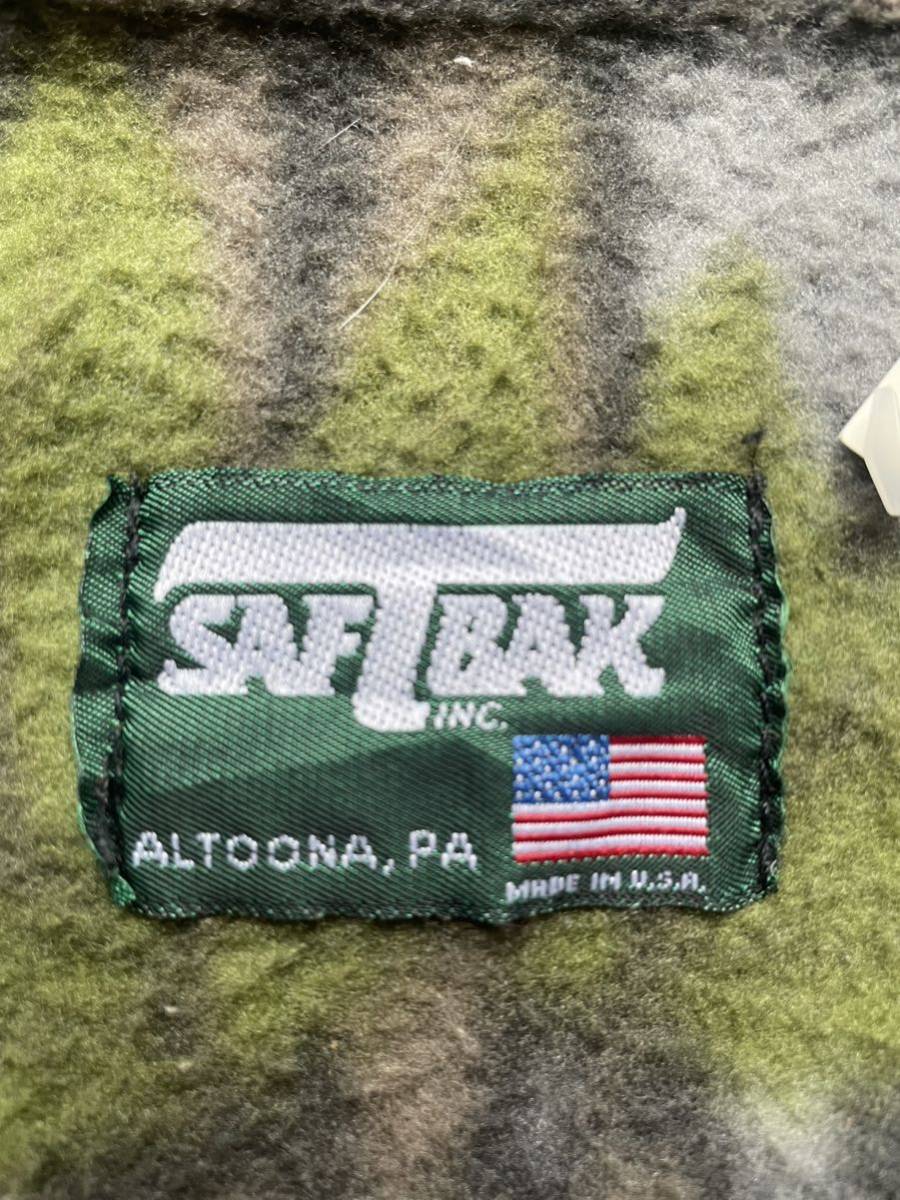 SAFTBAK
INC.
ALTOONA, PA
MADE IN U.S.A.